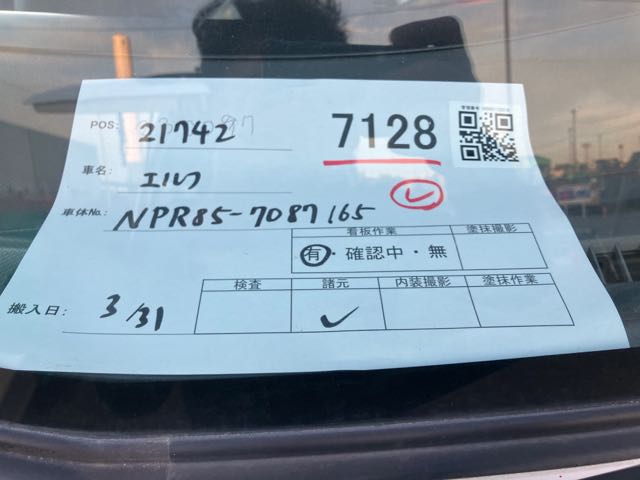 POS: 21742
7128
車名: エルフ
車体No: NPR85-7087165
看板作業 塗抹撮影
有・確認中・無
検査 諸元 内装撮影 塗抹作業
搬入日: 3/31